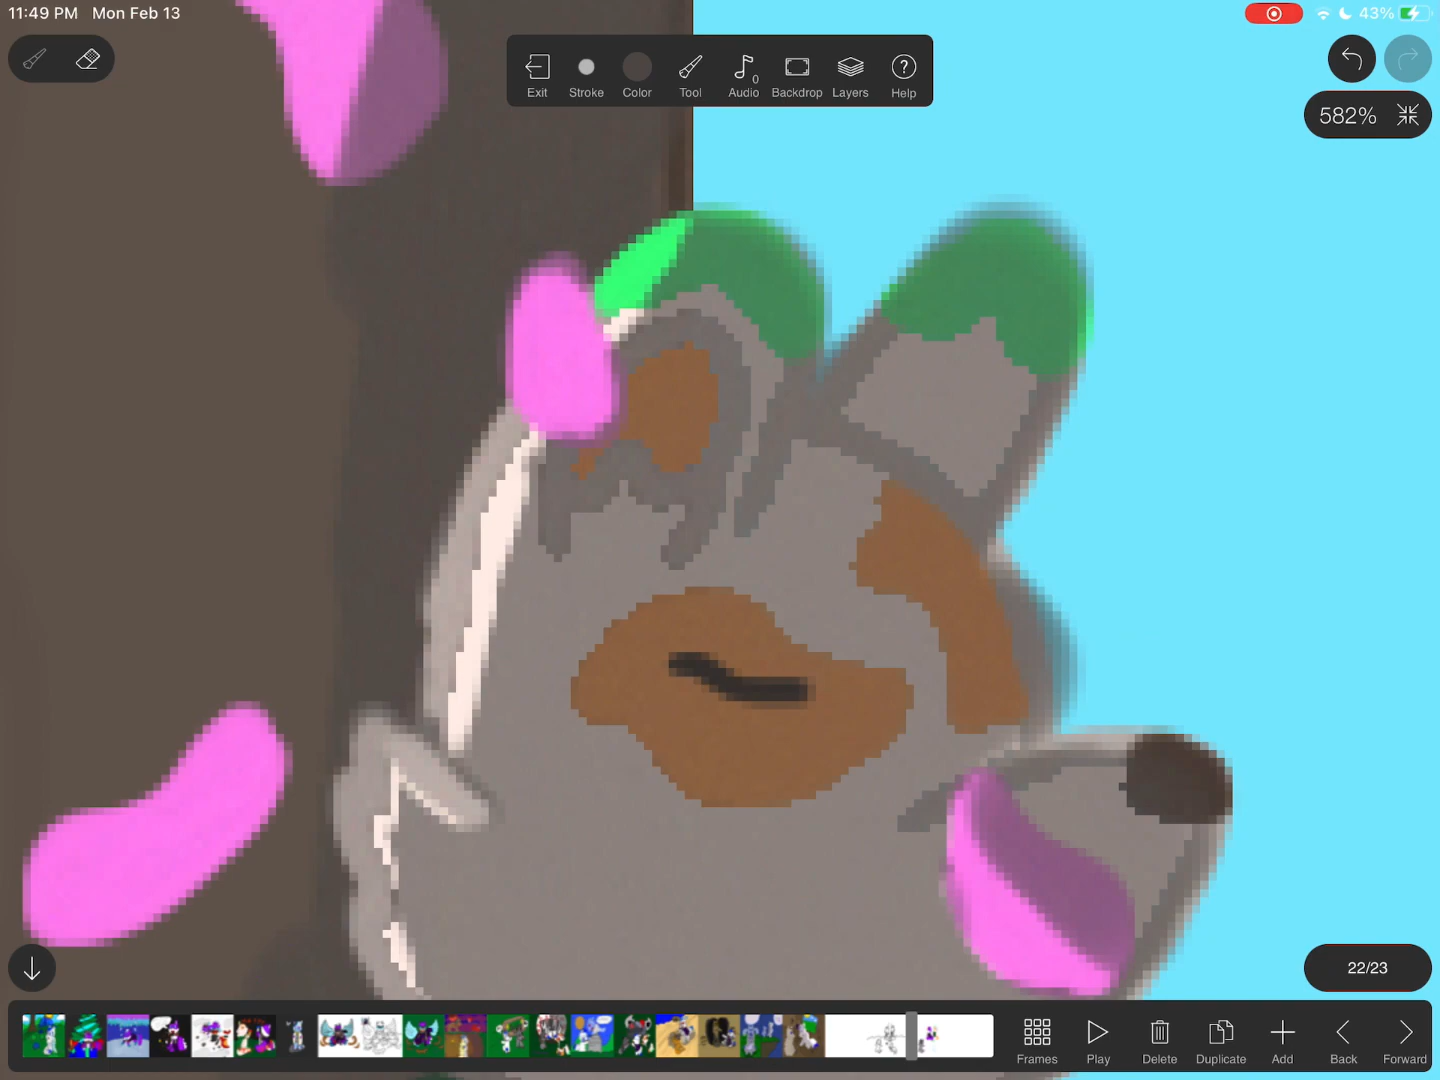 11:49 PM Mon Feb 13
43%
Exit Stroke Color Tool Audio 0 Backdrop Layers Help
582%
22/23
Frames Play Delete Duplicate Add Back Forward